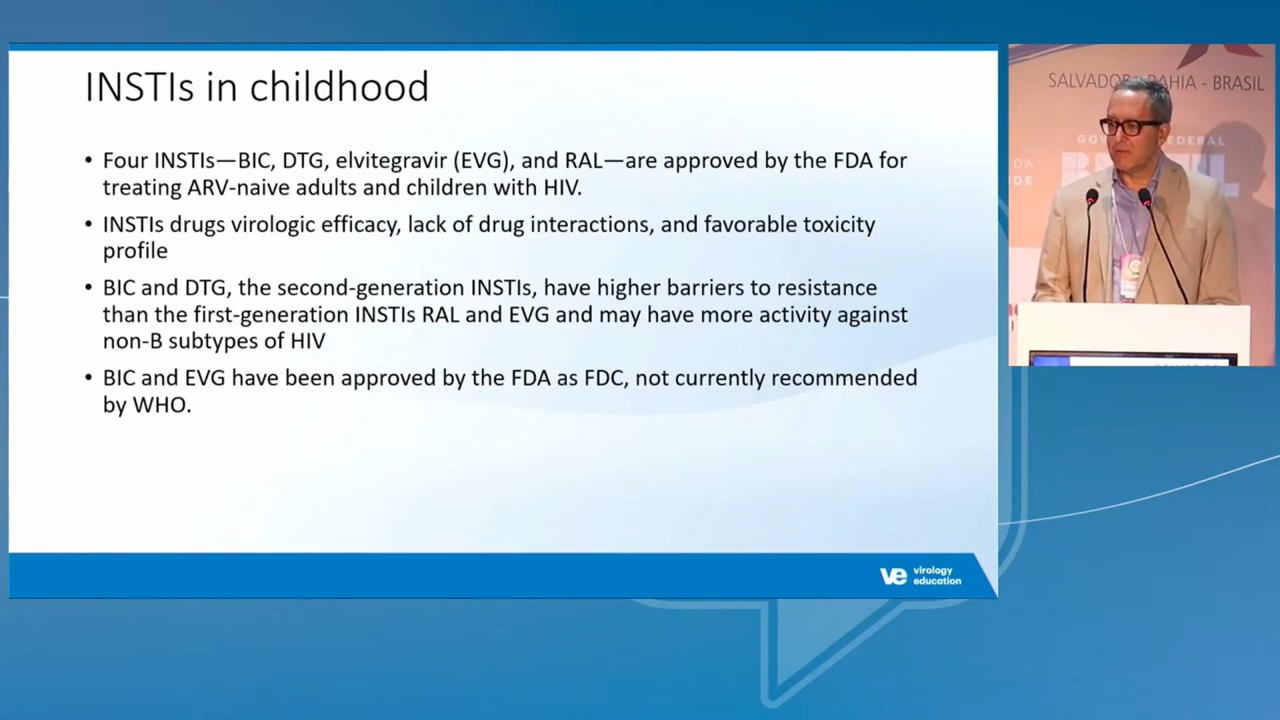 INSTIs in childhood
• Four INSTIs—BIC, DTG, elvitegravir (EVG), and RAL—are approved by the FDA for
treating ARV-naive adults and children with HIV.
• INSTIs drugs virologic efficacy, lack of drug interactions, and favorable toxicity
profile
• BIC and DTG, the second-generation INSTIs, have higher barriers to resistance
than the first-generation INSTIs RAL and EVG and may have more activity against
non-B subtypes of HIV
• BIC and EVG have been approved by the FDA as FDC, not currently recommended
by WHO.
ve virology
education
BAHIA - BRASIL